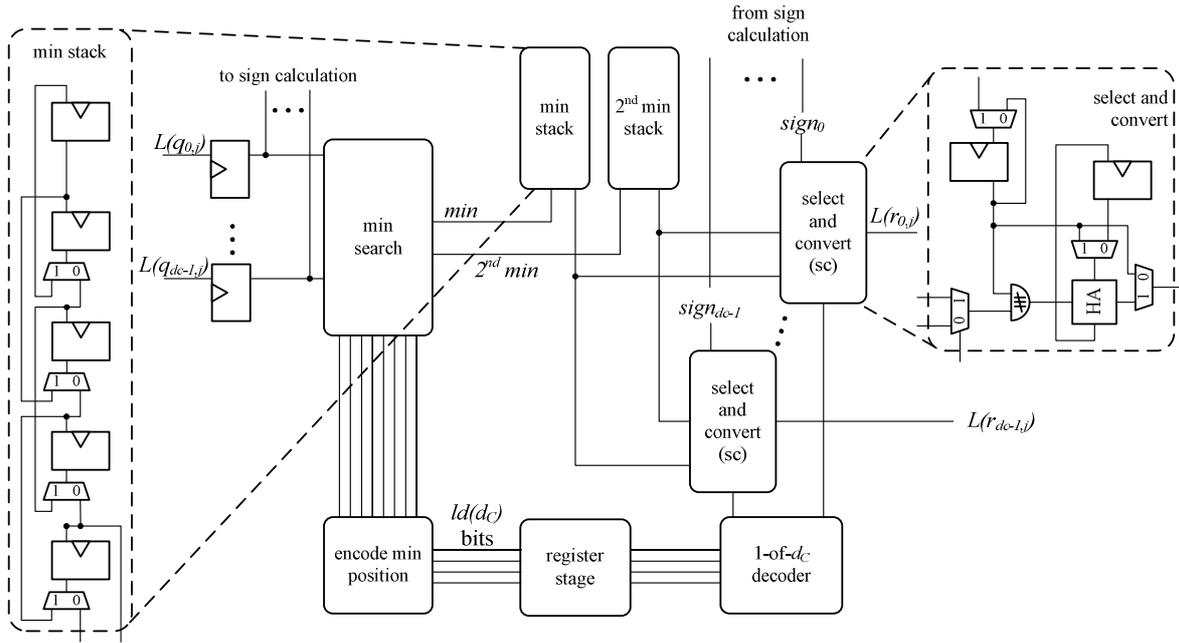 from sign
calculation
min stack
to sign calculation
min
stack
2nd min
stack
select and
convert
1 0
sign0
L(q0,j)
select
and
convert
(sc)
L(r0,j)
min
search
min
2nd min
1 0
1 0
L(qdc-1,j)
1 0
1 0
0 1
HA
signdc-1
1 0
select
and
convert
(sc)
L(rdc-1,j)
1 0
ld(dC)
bits
encode min
position
register
stage
1-of-dC
decoder
1 0